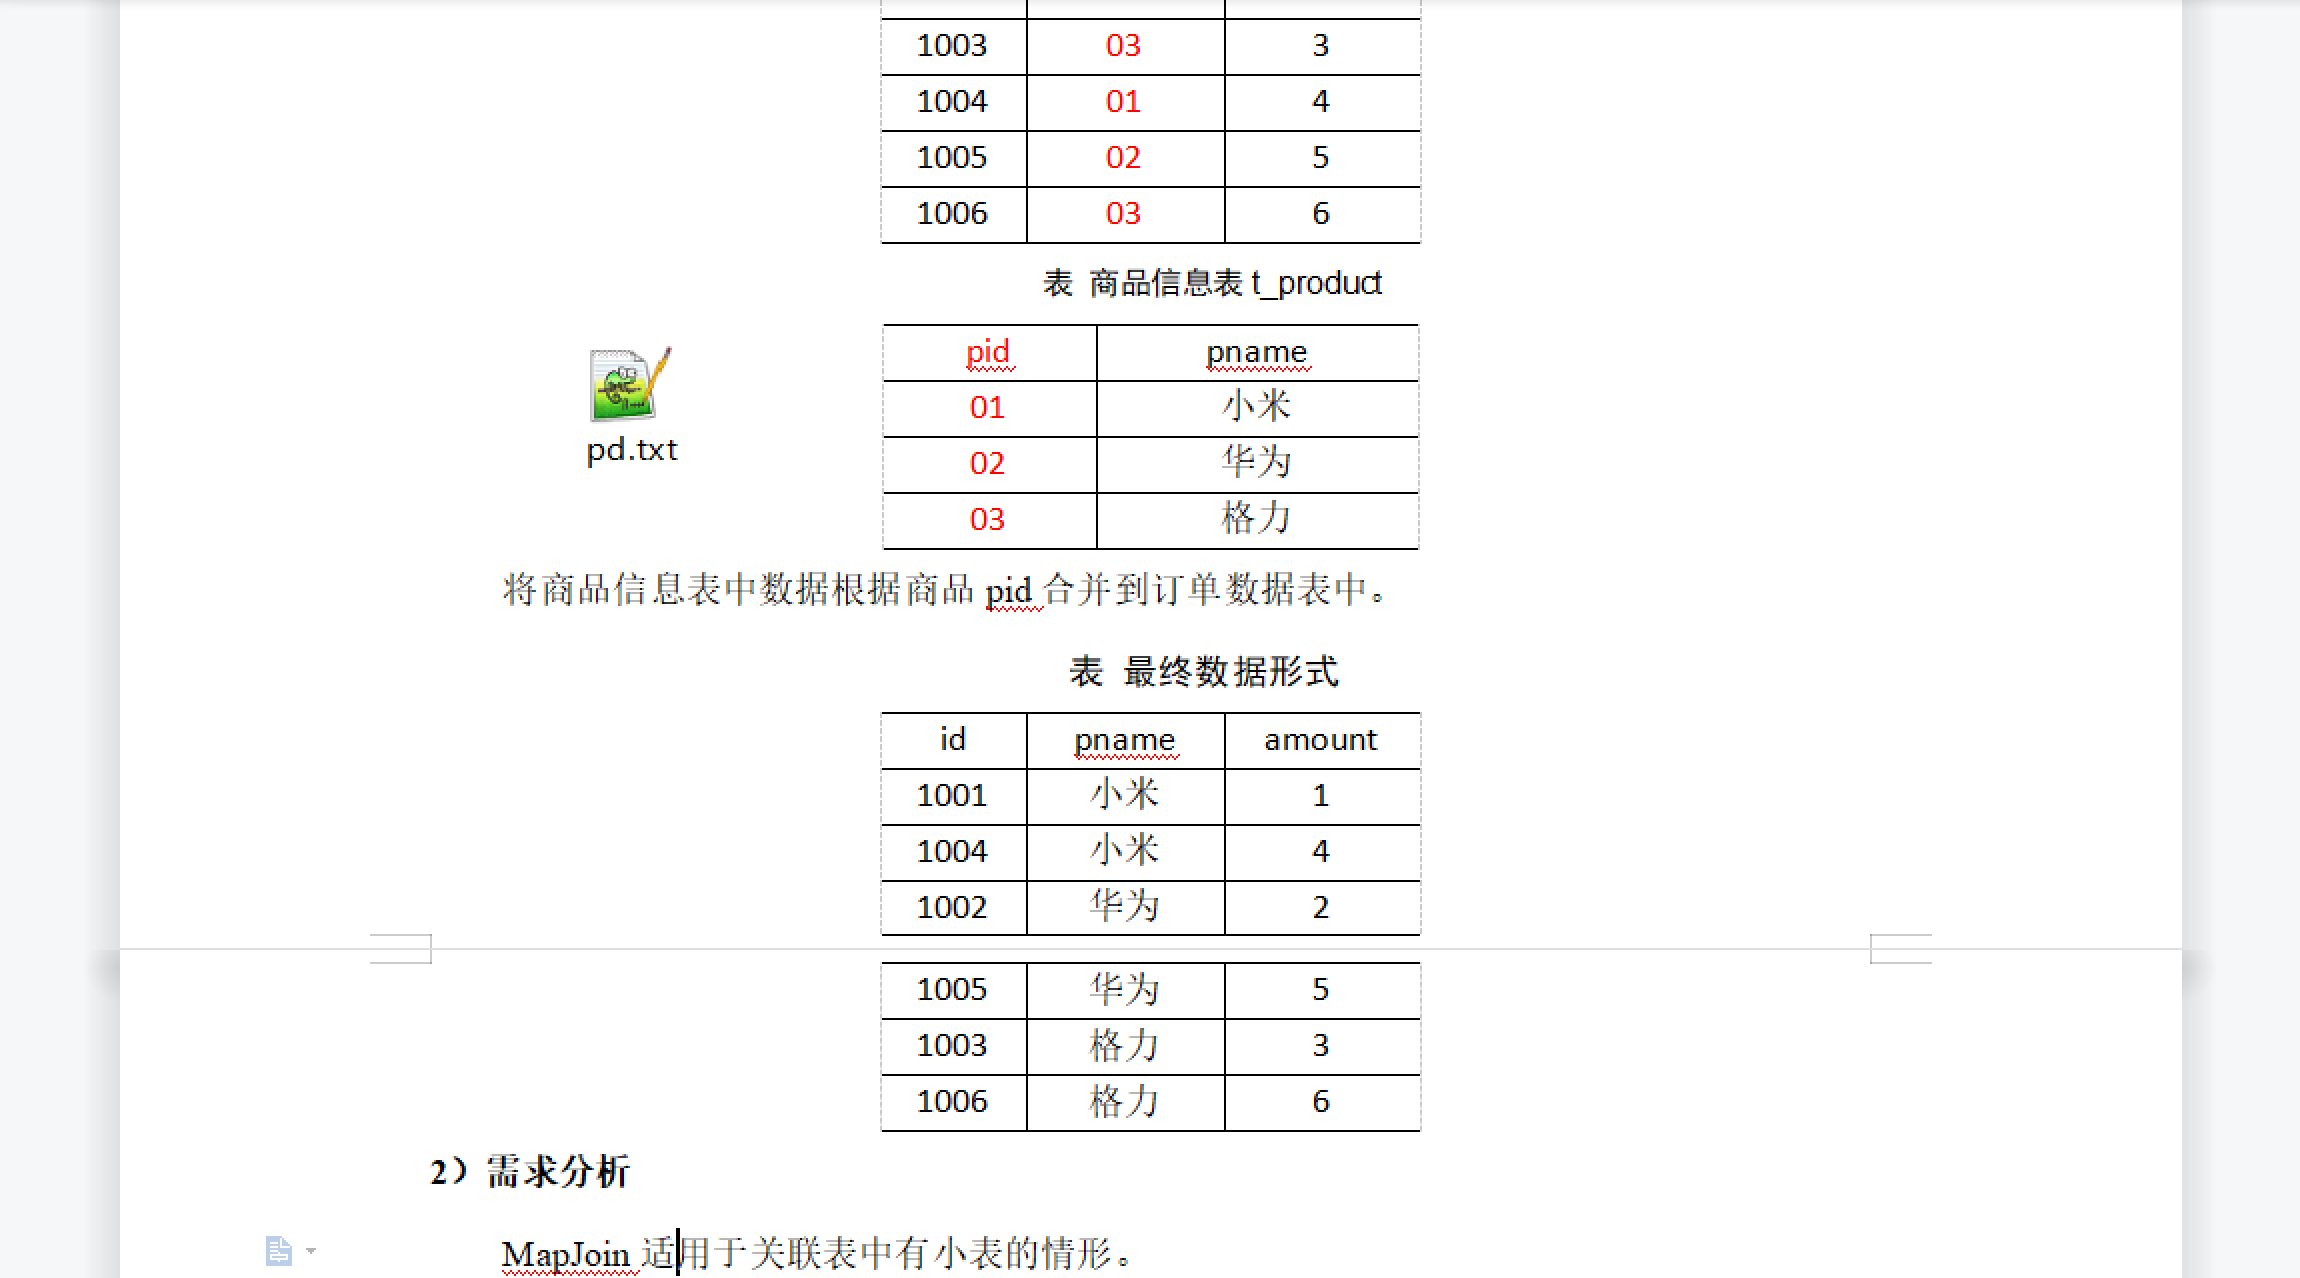 1003 03 3
1004 01 4
1005 02 5
1006 03 6
表 商品信息表 t_product
pid pname
01 小米
02 华为
03 格力
pd.txt
将商品信息表中数据根据商品 pid 合并到订单数据表中。
表 最终数据形式
id pname amount
1001 小米 1
1004 小米 4
1002 华为 2
1005 华为 5
1003 格力 3
1006 格力 6
2）需求分析
MapJoin 适用于关联表中有小表的情形。